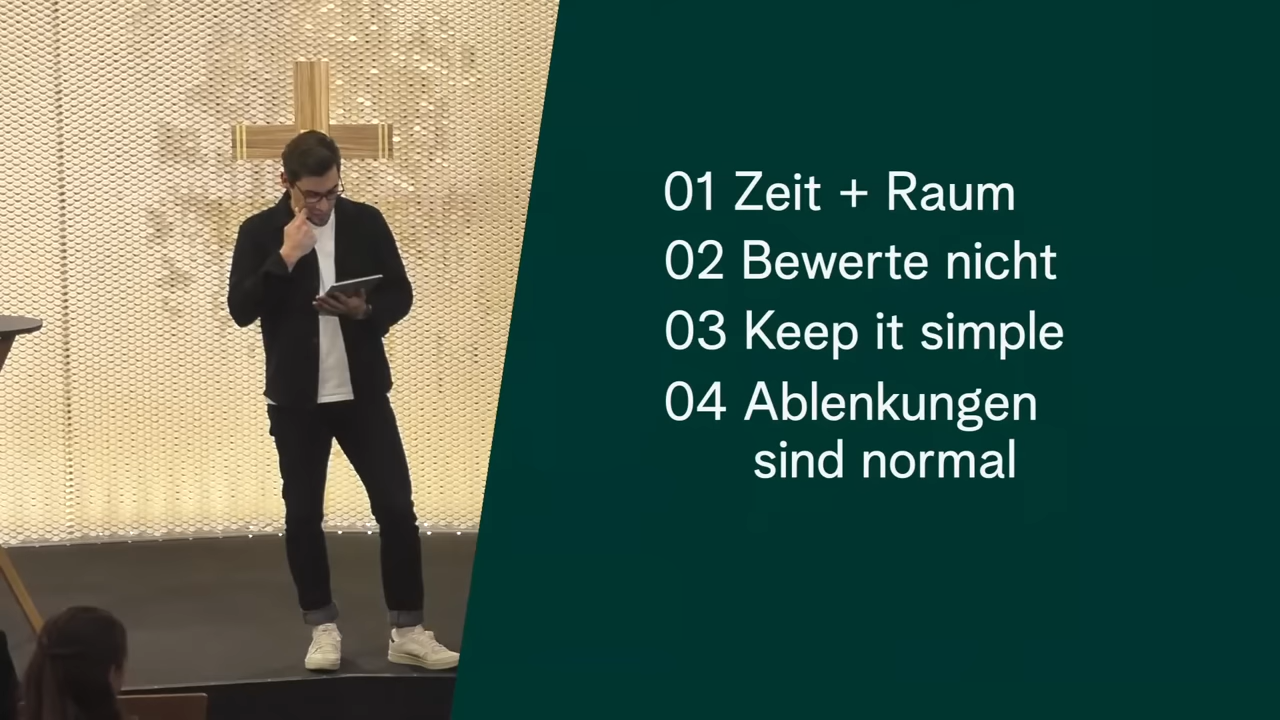 01 Zeit + Raum
02 Bewerte nicht
03 Keep it simple
04 Ablenkungen
sind normal